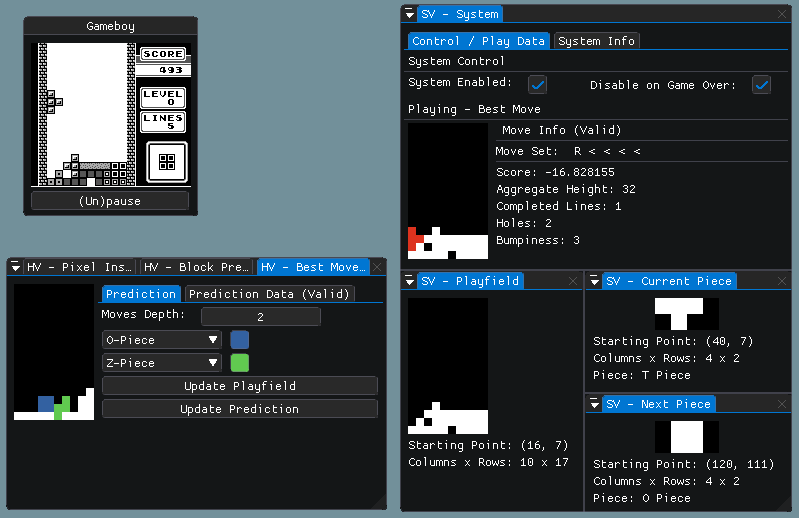 Gameboy
SCORE
493
LEVEL
0
LINES
5
(Un)pause
HV - Pixel Ins…
HV - Block Pre…
HV - Best Move…
Prediction
Prediction Data (Valid)
Moves Depth:
2
O-Piece
Z-Piece
Update Playfield
Update Prediction
SV - System
Control / Play Data
System Info
System Control
System Enabled:
Disable on Game Over:
Playing - Best Move
Move Info (Valid)
Move Set: R < < < <
Score: -16.828155
Aggregate Height: 32
Completed Lines: 1
Holes: 2
Bumpiness: 3
SV - Playfield
Starting Point: (16, 7)
Columns x Rows: 10 x 17
SV - Current Piece
Starting Point: (40, 7)
Columns x Rows: 4 x 2
Piece: T Piece
SV - Next Piece
Starting Point: (120, 111)
Columns x Rows: 4 x 2
Piece: O Piece